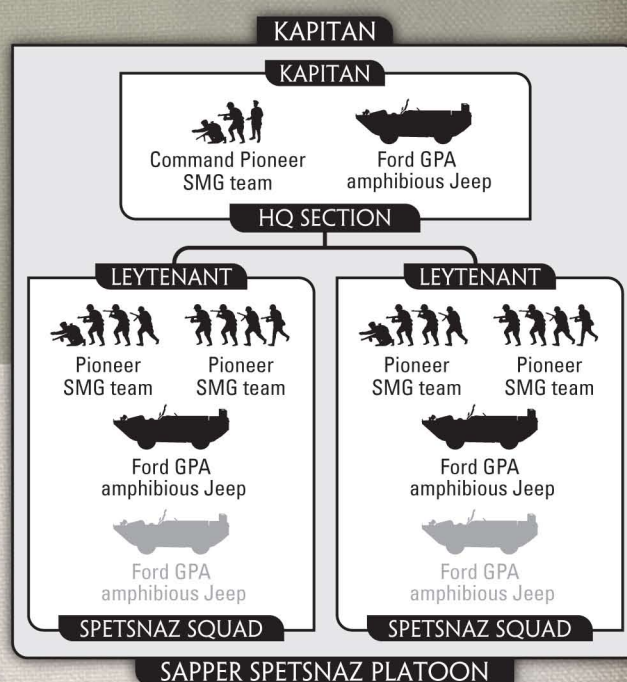 KAPITAN
KAPITAN
Command Pioneer
SMG team
Ford GPA
amphibious Jeep
HQ SECTION
LEYTENANT
Pioneer
SMG team
Pioneer
SMG team
Ford GPA
amphibious Jeep
Ford GPA
amphibious Jeep
SPETSNAZ SQUAD
LEYTENANT
Pioneer
SMG team
Pioneer
SMG team
Ford GPA
amphibious Jeep
Ford GPA
amphibious Jeep
SPETSNAZ SQUAD
SAPPER SPETSNAZ PLATOON